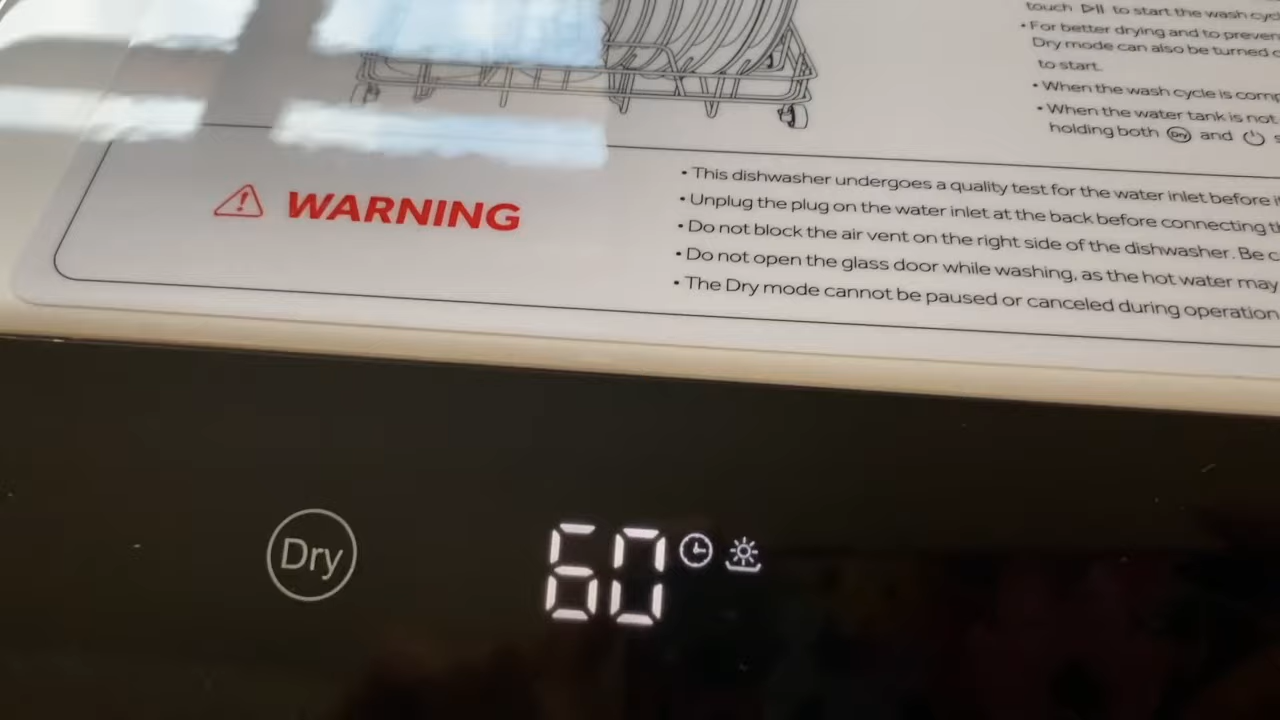 touch to start the wash
• For better drying and to
Dry mode can also be turned
to start.
• When the wash cycle is
• When the water tank is not
holding both Dry and
WARNING
• This dishwasher undergoes a quality test for the water inlet before
• Unplug the plug on the water inlet at the back before connecting
• Do not block the air vent on the right side of the dishwasher. Be
• Do not open the glass door while washing, as the hot water may
• The Dry mode cannot be paused or canceled during operation
Dry 60